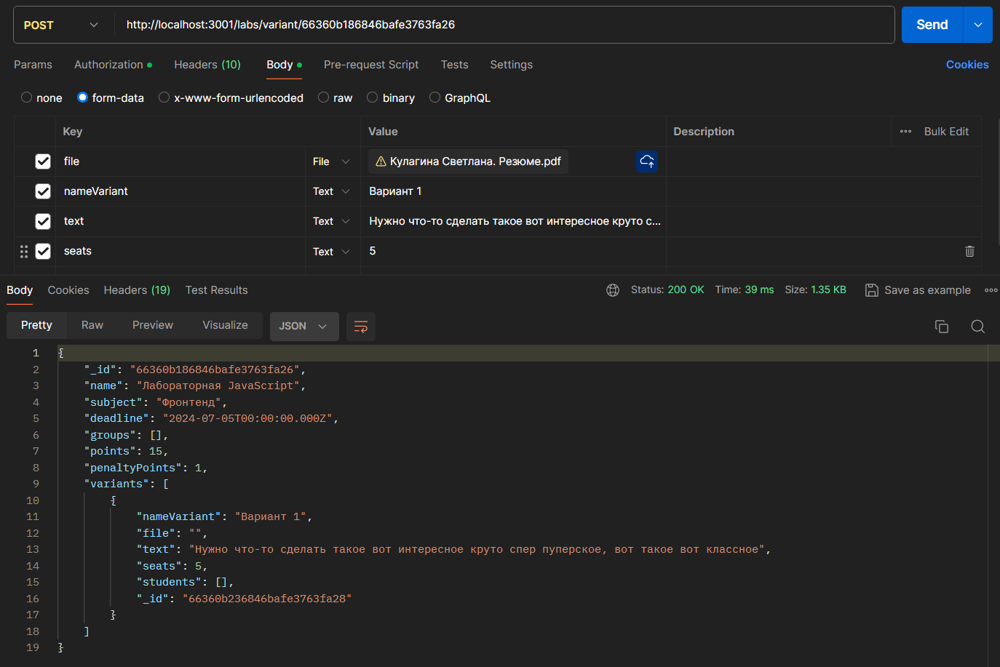 POST http://localhost:3001/labs/variant/66360b186846bafe3763fa26 Send
Params Authorization Headers (10) Body Pre-request Script Tests Settings Cookies
none form-data x-www-form-urlencoded raw binary GraphQL
Key Value Description Bulk Edit
file File Кулагина Светлана. Резюме.pdf
nameVariant Text Вариант 1
text Text Нужно что-то сделать такое вот интересное круто с...
seats Text 5
Body Cookies Headers (19) Test Results Status: 200 OK Time: 39 ms Size: 1.35 KB Save as example
Pretty Raw Preview Visualize JSON
1 {
2 "_id": "66360b186846bafe3763fa26",
3 "name": "Лабораторная JavaScript",
4 "subject": "Фронтенд",
5 "deadline": "2024-07-05T00:00:00.000Z",
6 "groups": [],
7 "points": 15,
8 "penaltyPoints": 1,
9 "variants": [
10 {
11 "nameVariant": "Вариант 1",
12 "file": "",
13 "text": "Нужно что-то сделать такое вот интересное круто спер пуперское, вот такое вот классное",
14 "seats": 5,
15 "students": [],
16 "_id": "66360b236846bafe3763fa28"
17 }
18 ]
19 }